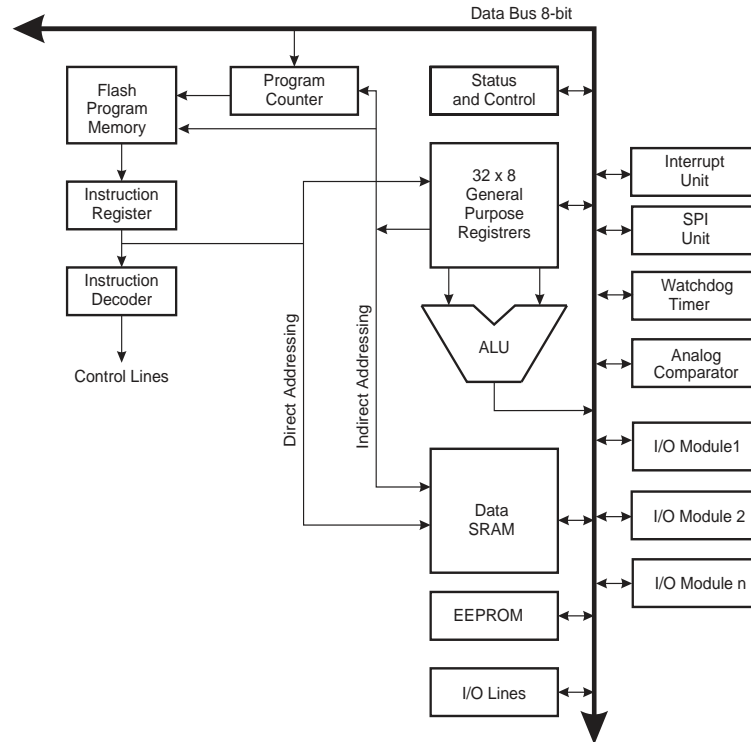 Data Bus 8-bit
Flash
Program
Memory
Program
Counter
Status
and Control
Instruction
Register
32 x 8
General
Purpose
Registrers
Interrupt
Unit
SPI
Unit
Instruction
Decoder
Watchdog
Timer
Control Lines
Direct Addressing
Indirect Addressing
ALU
Analog
Comparator
I/O Module1
Data
SRAM
I/O Module 2
I/O Module n
EEPROM
I/O Lines